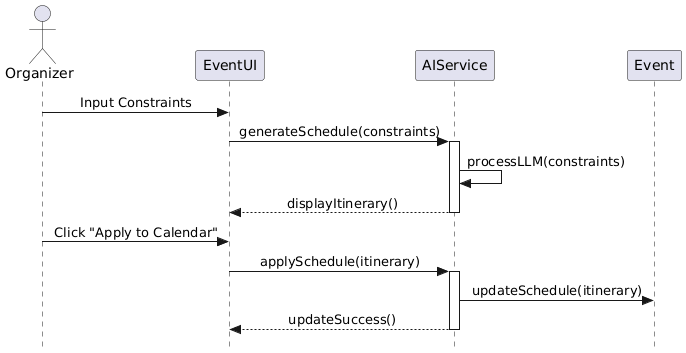 Organizer
EventUI
AIService
Event
Input Constraints
generateSchedule(constraints)
processLLM(constraints)
displayItinerary()
Click "Apply to Calendar"
applySchedule(itinerary)
updateSchedule(itinerary)
updateSuccess()